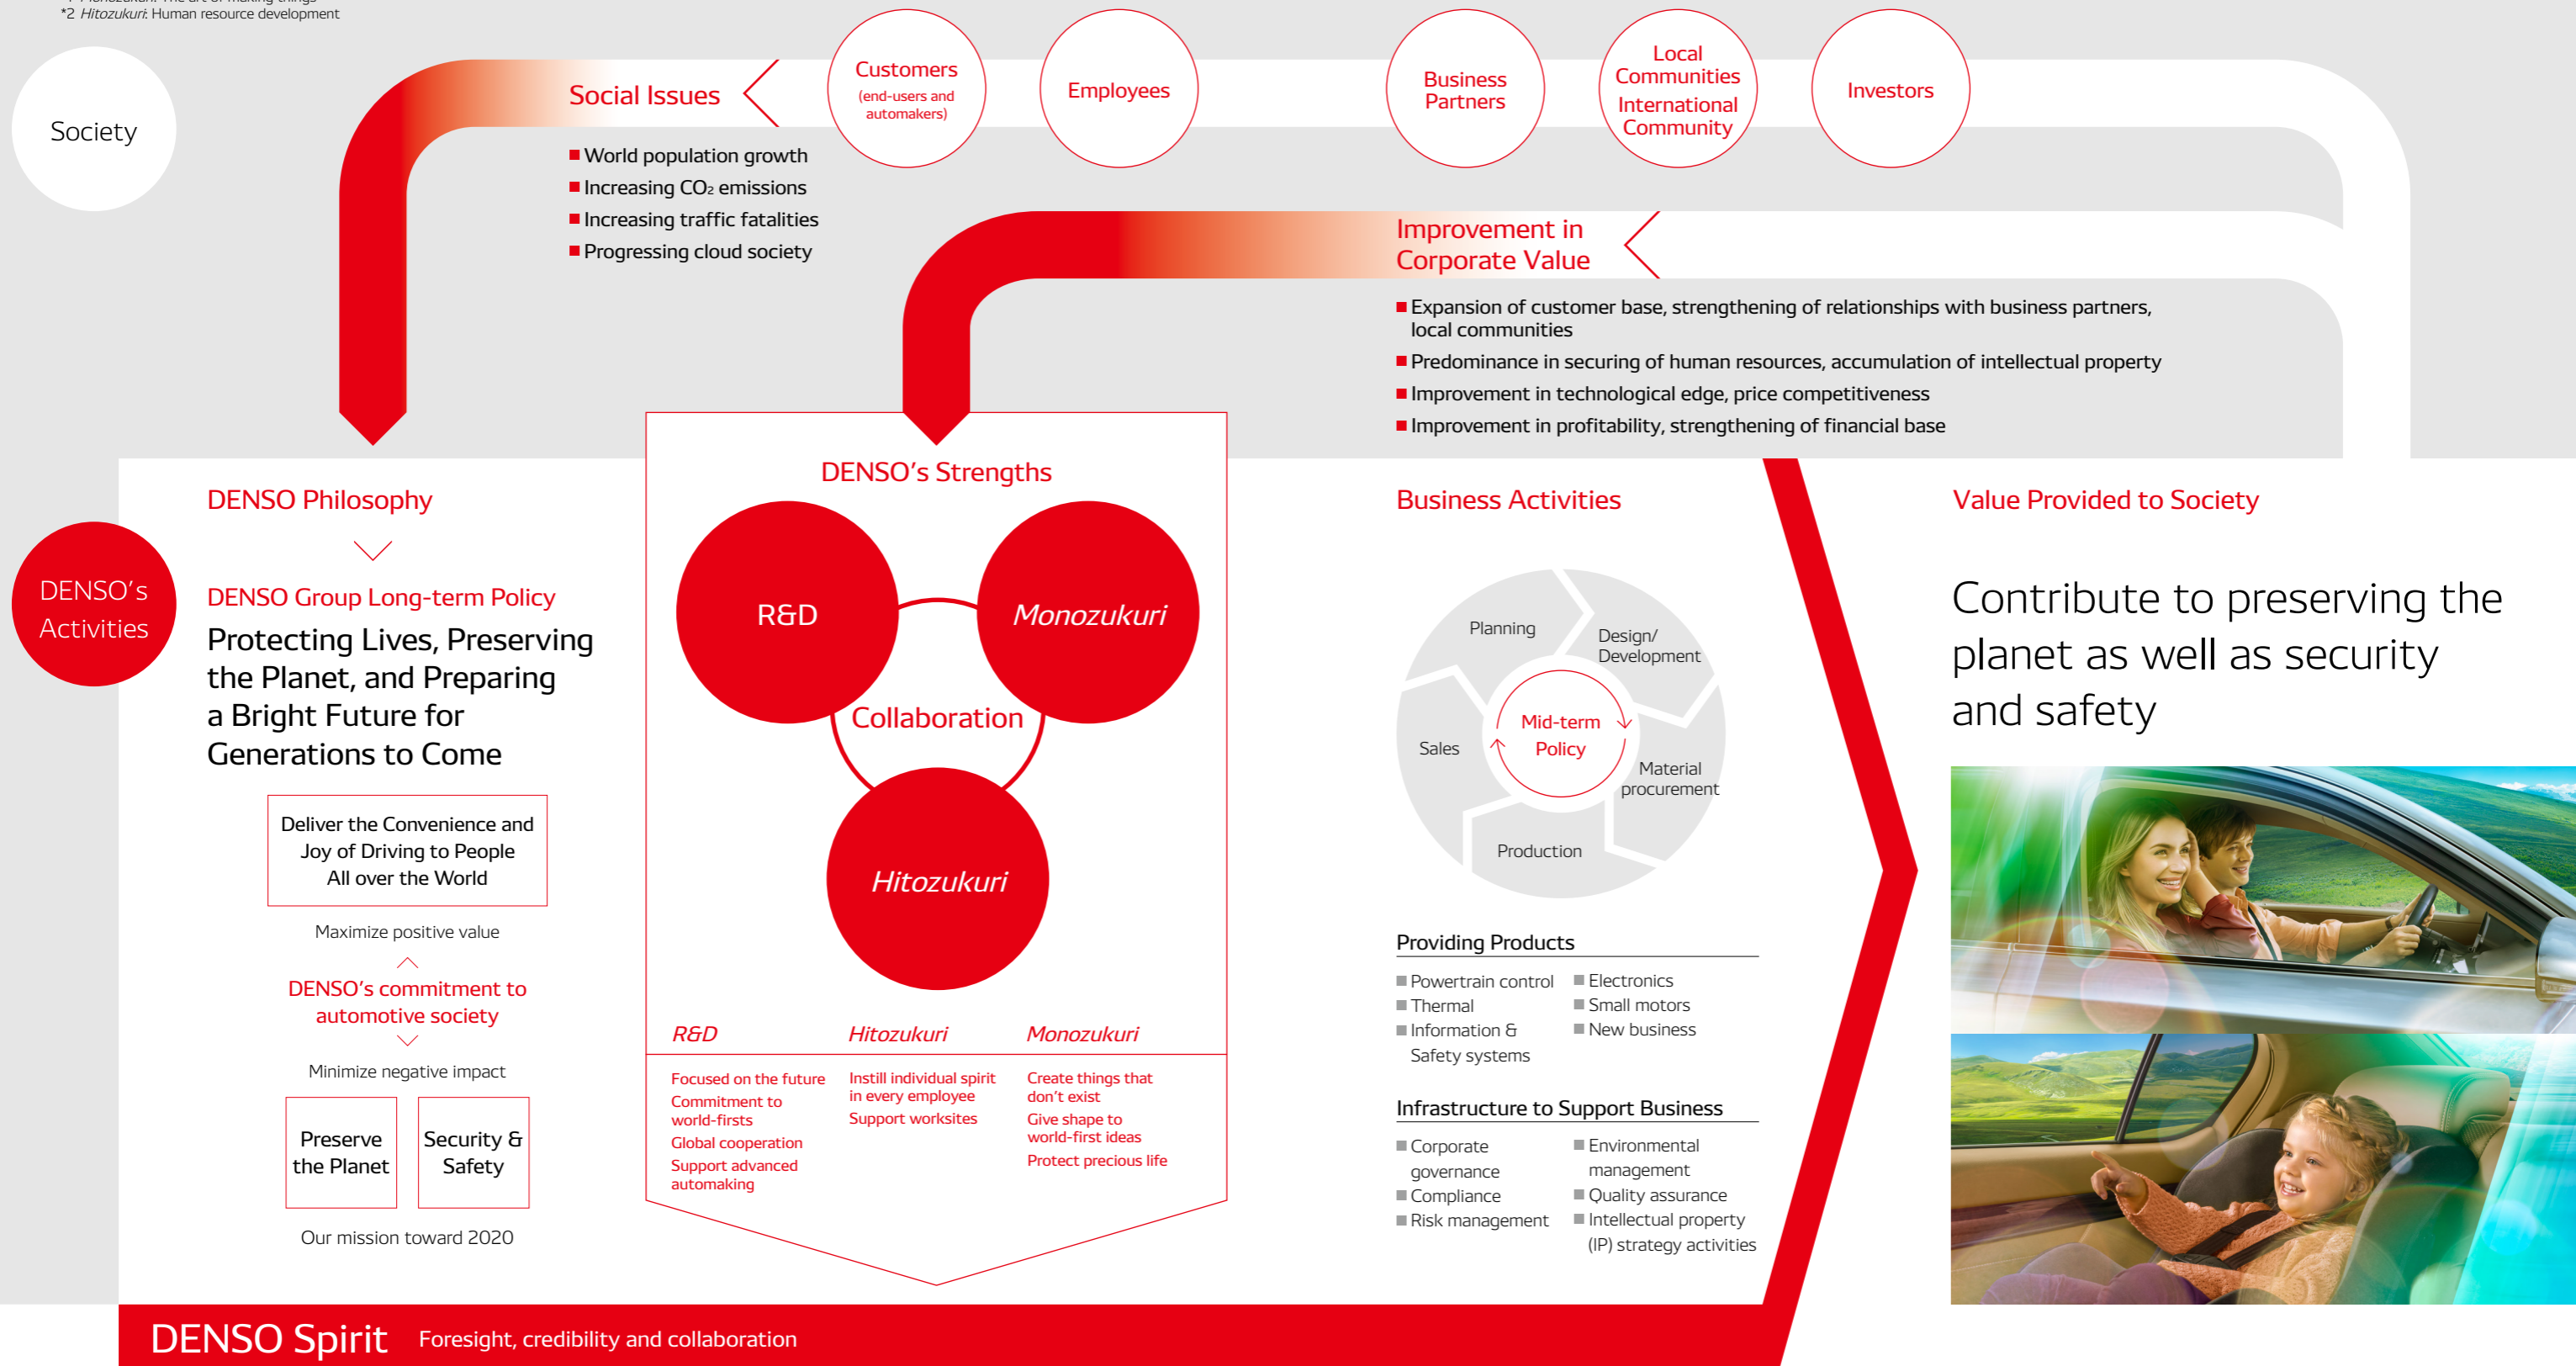 *2 Hitozukuri: Human resource development
Society
Social Issues
World population growth
Increasing CO₂ emissions
Increasing traffic fatalities
Progressing cloud society
Customers
(end-users and
automakers)
Employees
Business
Partners
Local
Communities
International
Community
Investors
Improvement in
Corporate Value
Expansion of customer base, strengthening of relationships with business partners,
local communities
Predominance in securing of human resources, accumulation of intellectual property
Improvement in technological edge, price competitiveness
Improvement in profitability, strengthening of financial base
DENSO's
Activities
DENSO Philosophy
DENSO Group Long-term Policy
Protecting Lives, Preserving
the Planet, and Preparing
a Bright Future for
Generations to Come
Deliver the Convenience and
Joy of Driving to People
All over the World
Maximize positive value
DENSO's commitment to
automotive society
Minimize negative impact
Preserve
the Planet
Security &
Safety
Our mission toward 2020
DENSO's Strengths
R&D
Monozukuri
Collaboration
Hitozukuri
R&D
Focused on the future
Commitment to
world-firsts
Global cooperation
Support advanced
automaking
Hitozukuri
Instill individual spirit
in every employee
Support worksites
Monozukuri
Create things that
don't exist
Give shape to
world-first ideas
Protect precious life
Business Activities
Planning
Design/
Development
Material
procurement
Production
Sales
Mid-term
Policy
Providing Products
Powertrain control
Thermal
Information &
Safety systems
Electronics
Small motors
New business
Infrastructure to Support Business
Corporate
governance
Compliance
Risk management
Environmental
management
Quality assurance
Intellectual property
(IP) strategy activities
Value Provided to Society
Contribute to preserving the
planet as well as security
and safety
DENSO Spirit
Foresight, credibility and collaboration